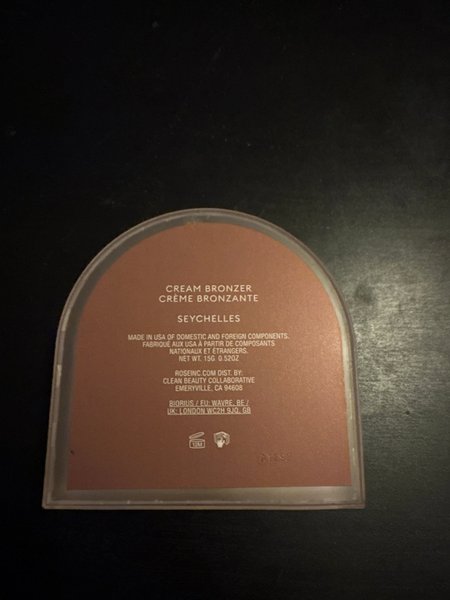 CREAM BRONZER
CRÈME BRONZANTE
SEYCHELLES
MADE IN USA OF DOMESTIC AND FOREIGN COMPONENTS.
FABRIQUÉ AUX USA À PARTIR DE COMPOSANTS
NATIONAUX ET ÉTRANGERS.
NET WT. 15G 0.52OZ
ROSEINC.COM DIST. BY:
CLEAN BEAUTY COLLABORATIVE
EMERYVILLE, CA 94608
BIORIUS / EU: WAVRE, BE /
UK: LONDON WC2H 9JQ, GB
12M